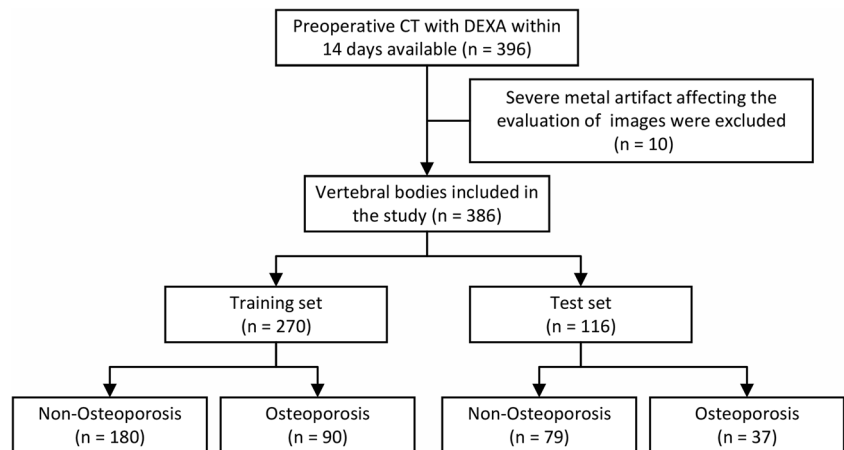 Preoperative CT with DEXA within
14 days available (n = 396)
Severe metal artifact affecting the
evaluation of images were excluded
(n = 10)
Vertebral bodies included in
the study (n = 386)
Training set
(n = 270)
Test set
(n = 116)
Non-Osteoporosis
(n = 180)
Osteoporosis
(n = 90)
Non-Osteoporosis
(n = 79)
Osteoporosis
(n = 37)